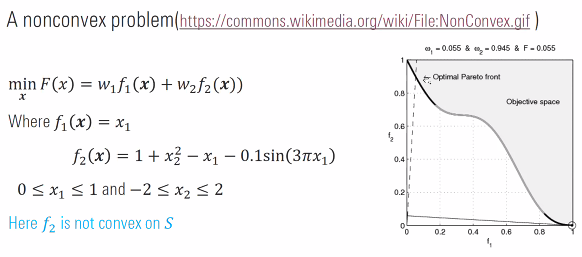 A nonconvex problem(https://commons.wikimedia.org/wiki/File:NonConvex.gif )
min F(x) = w₁f₁(x) + w₂f₂(x))
x
Where f₁(x) = x₁
f₂(x) = 1 + x₂² − x₁ − 0.1sin(3πx₁)
0 ≤ x₁ ≤ 1 and −2 ≤ x₂ ≤ 2
Here f₂ is not convex on S
ω₁ = 0.055 & ω₂ = 0.945 & F = 0.055
1
Optimal Pareto front
0.8
Objective space
0.6
f₂
0.4
0.2
0
0 0.2 0.4 0.6 0.8 1
f₁